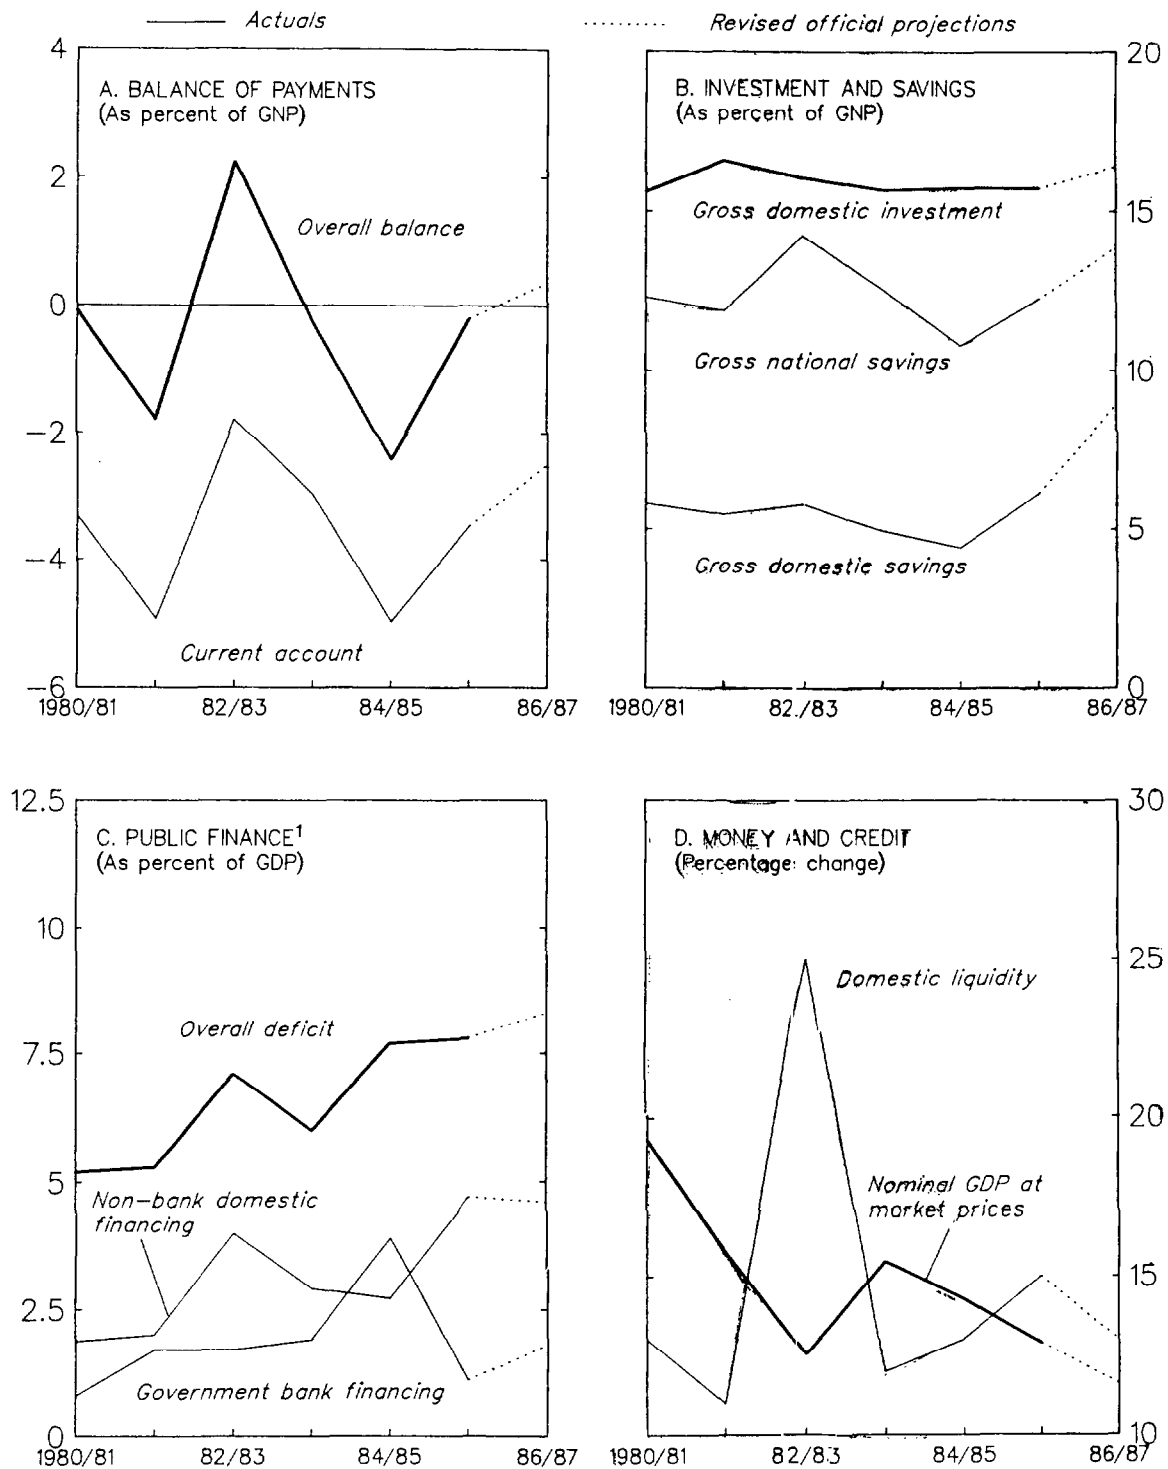 Actuals
Revised official projections
A. BALANCE OF PAYMENTS
(As percent of GNP)
4
2
0
-2
-4
-6
Overall balance
Current account
1980/81 82/83 84/85 86/87
B. INVESTMENT AND SAVINGS
(As percent of GNP)
20
15
10
5
0
Gross domestic investment
Gross national savings
Gross domestic savings
1980/81 82/83 84/85 86/87
C. PUBLIC FINANCE¹
(As percent of GDP)
12.5
10
7.5
5
2.5
0
Overall deficit
Non-bank domestic
financing
Government bank financing
1980/81 82/83 84/85 86/87
D. MONEY AND CREDIT
(Percentage change)
30
25
20
15
10
Domestic liquidity
Nominal GDP at
market prices
1980/81 82/83 84/85 86/87